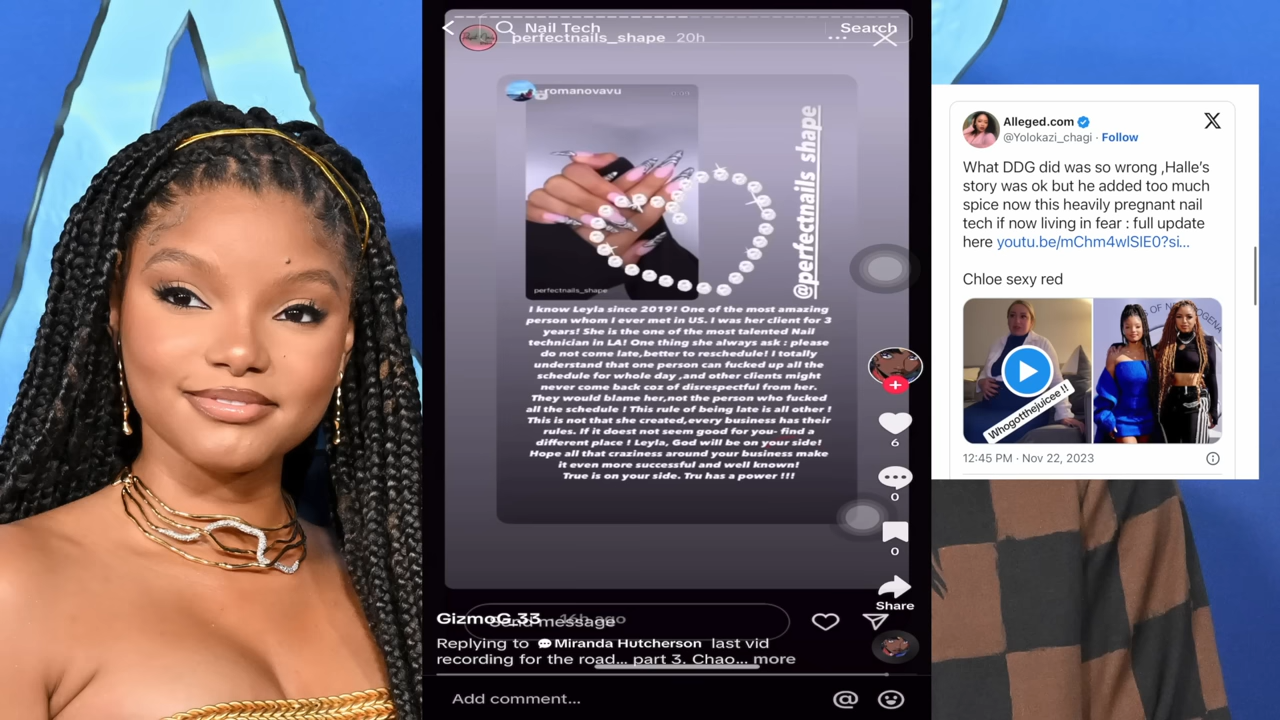 Nail Tech
Search
perfectnails_shape 20h
romanovavu
@perfectnails shape
perfectnails_shape
I know Leyla since 2019! One of the most amazing
person whom I ever met in US. I was her client for 3
years! She is the one of the most talented Nail
technician in LA! One thing she always ask : please
do not come late,better to reschedule! I totally
understand that one person can fucked up all the
schedule for whole day ,and other clients might
never come back coz of disrespectful from her.
They would blame her,not the person who fucked
all the schedule ! This rule of being late is all other !
This is not that she created,every business has their
rules. If it doest not seem good for you- find a
different place ! Leyla, God will be on your side!
Hope all that craziness around your business make
it even more successful and well known!
True is on your side. Tru has a power !!!
6
0
0
Share
GizmoG.33 16h ago
Send message
Replying to Miranda Hutcherson last vid
recording for the road... part 3. Chao... more
Add comment...
Alleged.com
@Yolokazi_chagi · Follow
What DDG did was so wrong ,Halle’s
story was ok but he added too much
spice now this heavily pregnant nail
tech if now living in fear : full update
here youtu.be/mChm4wlSlE0?si...
Chloe sexy red
Whogotthejuicee !!
12:45 PM · Nov 22, 2023